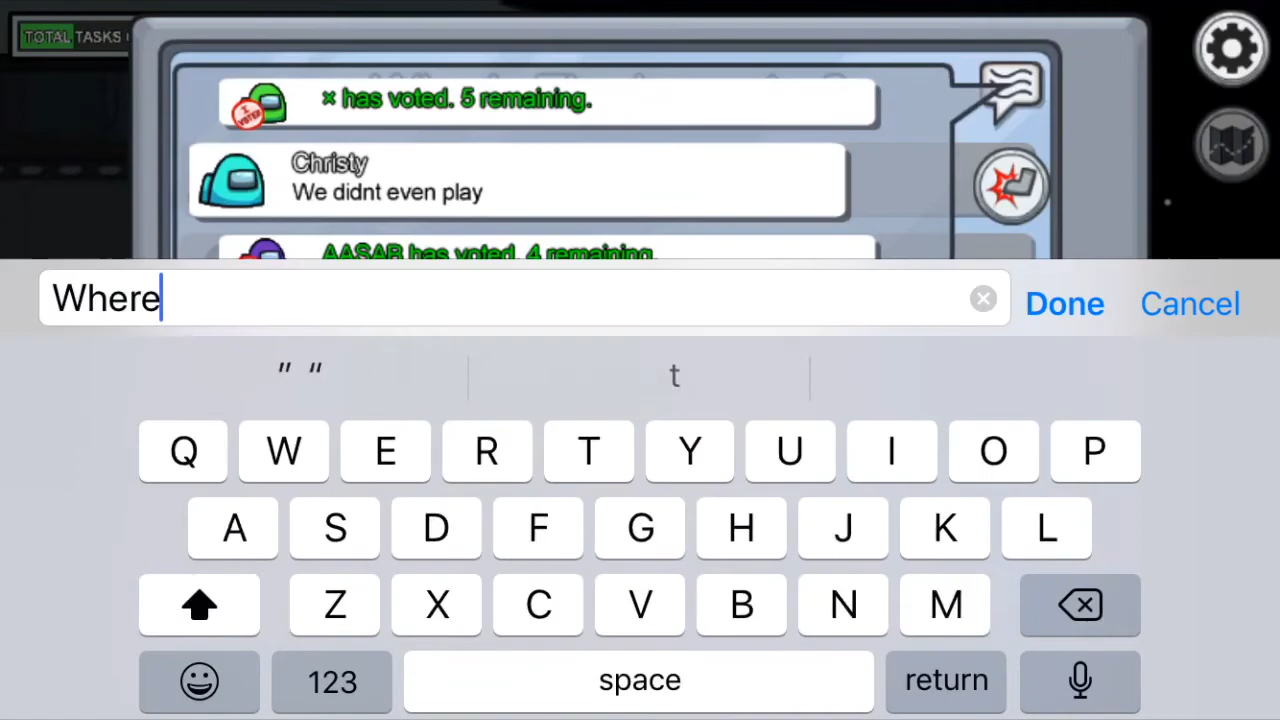 TOTAL TASKS
× has voted. 5 remaining.
I VOTED
Christy
We didnt even play
AASAB has voted. 4 remaining.
Where
Done
Cancel
" “
t
Q W E R T Y U I O P
A S D F G H J K L
Z X C V B N M
123
space
return